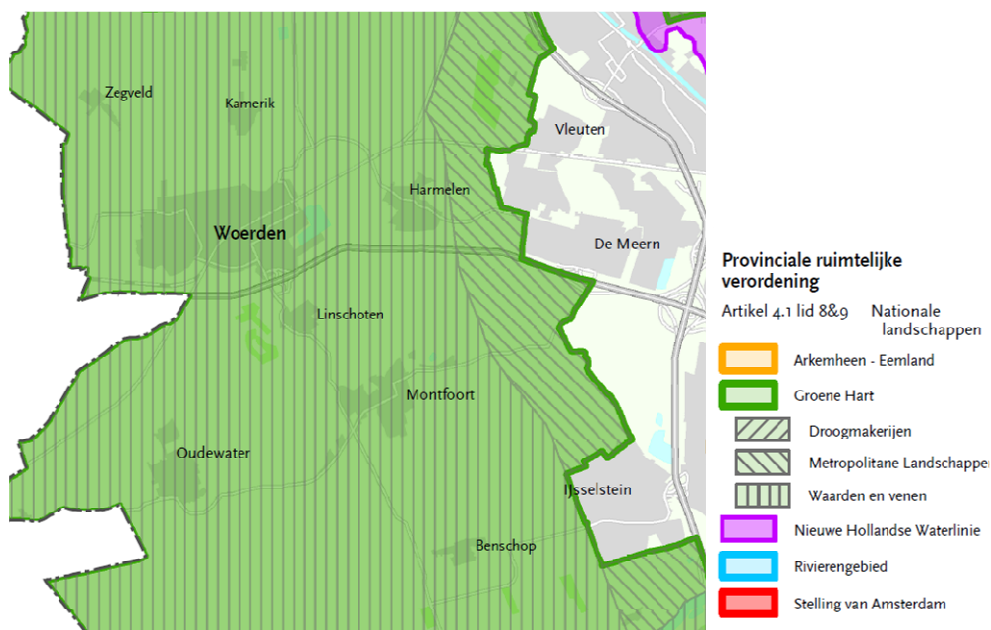 Zegveld
Kamerik
Vleuten
Harmelen
Woerden
De Meern
Linschoten
Montfoort
Oudewater
IJsselstein
Benschop
Provinciale ruimtelijke
verordening
Artikel 4.1 lid 8&9 Nationale
landschappen
Arkemheen - Eemland
Groene Hart
Droogmakerijen
Metropolitane Landschappe
Waarden en venen
Nieuwe Hollandse Waterlinie
Rivierengebied
Stelling van Amsterdam